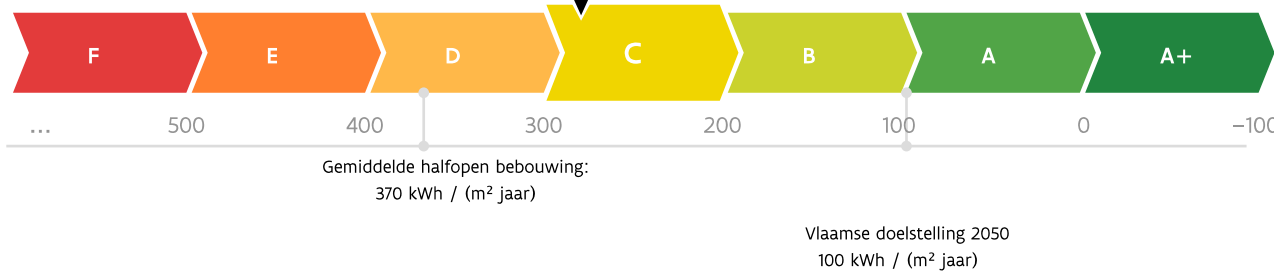 F E D C B A A+
... 500 400 300 200 100 0 −100
Gemiddelde halfopen bebouwing:
370 kWh / (m² jaar)
Vlaamse doelstelling 2050
100 kWh / (m² jaar)